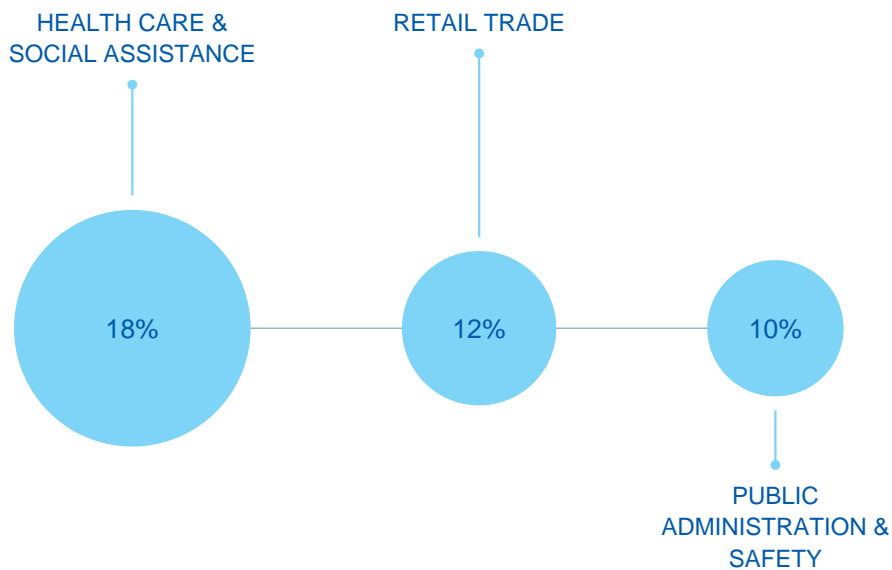 HEALTH CARE &
SOCIAL ASSISTANCE
RETAIL TRADE
18%
12%
10%
PUBLIC
ADMINISTRATION &
SAFETY